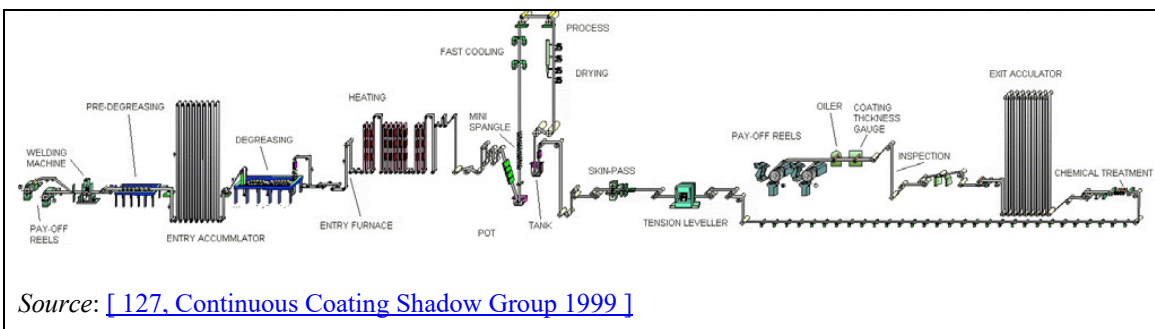 PROCESS
FAST COOLING
DRYING
EXIT ACCULATOR
HEATING
PRE-DEGREASING
OILER
COATING
THCKNESS
GAUGE
MINI
SPANGLE
PAY-OFF REELS
DEGREASING
WELDING
MACHINE
INSPECTION
SKIN-PASS
CHEMICAL TREATMENT
PAY-OFF
REELS
ENTRY ACCUMMLATOR
ENTRY FURNACE
POT
TANK
TENSION LEVELLER
Source: [ 127, Continuous Coating Shadow Group 1999 ]